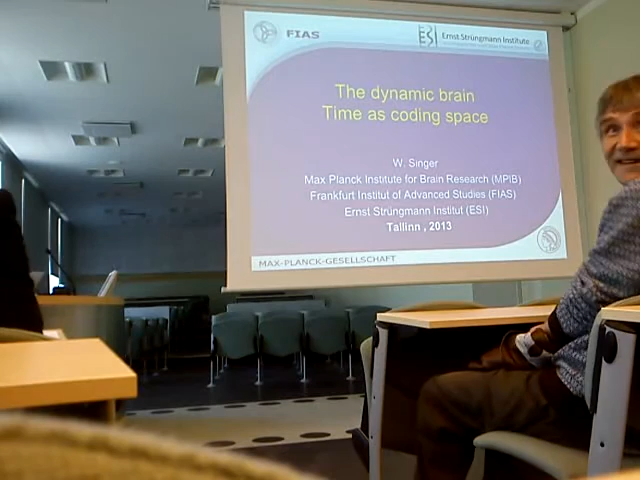 FIAS
ESI Ernst Strüngmann Institute
The dynamic brain
Time as coding space
W. Singer
Max Planck Institute for Brain Research (MPIB)
Frankfurt Institut of Advanced Studies (FIAS)
Ernst Strüngmann Institut (ESI)
Tallinn , 2013
MAX-PLANCK-GESELLSCHAFT